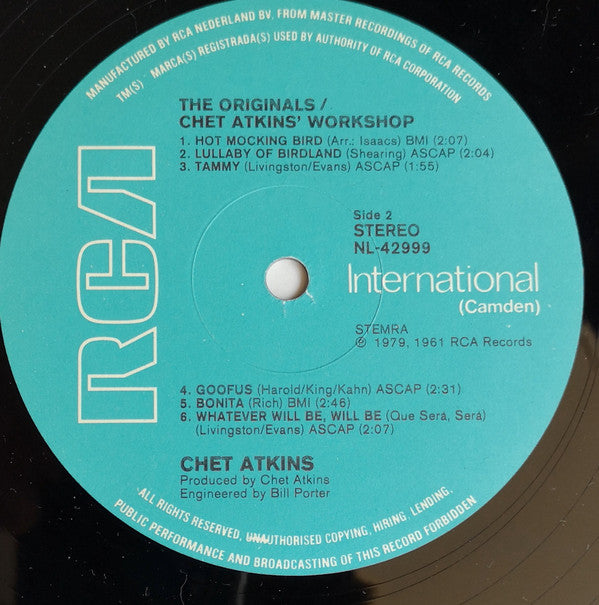 MANUFACTURED BY RCA NEDERLAND BV, FROM MASTER RECORDINGS OF RCA RECORDS
TM(S) - MARCA(S) REGISTRADA(S) USED BY AUTHORITY OF RCA CORPORATION
THE ORIGINALS /
CHET ATKINS' WORKSHOP
1. HOT MOCKING BIRD (Arr.: Isaacs) BMI (2:07)
2. LULLABY OF BIRDLAND (Shearing) ASCAP (2:04)
3. TAMMY (Livingston/Evans) ASCAP (1:55)
RCA
Side 2
STEREO
NL-42999
International
(Camden)
STEMRA
℗ 1979, 1961 RCA Records
4. GOOFUS (Harold/King/Kahn) ASCAP (2:31)
5. BONITA (Rich) BMI (2:46)
6. WHATEVER WILL BE, WILL BE (Que Será, Será)
(Livingston/Evans) ASCAP (2:07)
CHET ATKINS
Produced by Chet Atkins
Engineered by Bill Porter
ALL RIGHTS RESERVED, UNAUTHORISED COPYING, HIRING, LENDING,
PUBLIC PERFORMANCE AND BROADCASTING OF THIS RECORD FORBIDDEN